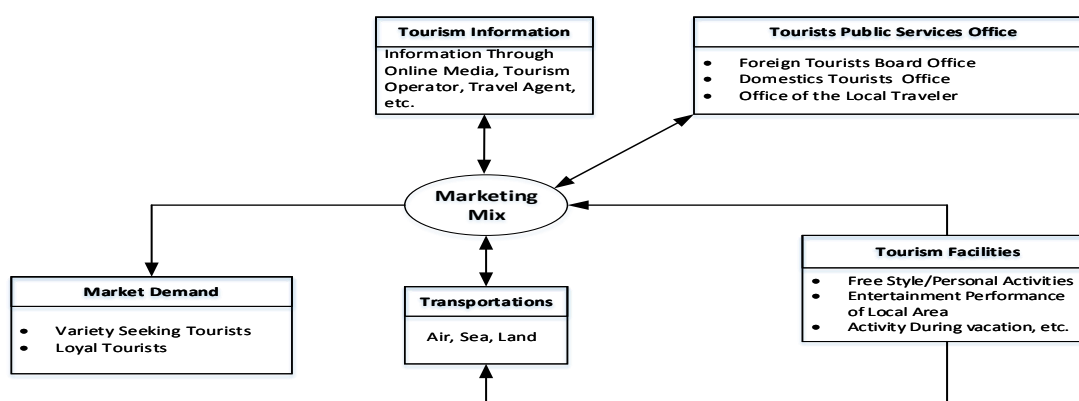 Tourism Information
Information Through
Online Media, Tourism
Operator, Travel Agent,
etc.
Tourists Public Services Office
Foreign Tourists Board Office
Domestics Tourists Office
Office of the Local Traveler
Marketing
Mix
Market Demand
Variety Seeking Tourists
Loyal Tourists
Transportations
Air, Sea, Land
Tourism Facilities
Free Style/Personal Activities
Entertainment Performance
of Local Area
Activity During vacation, etc.